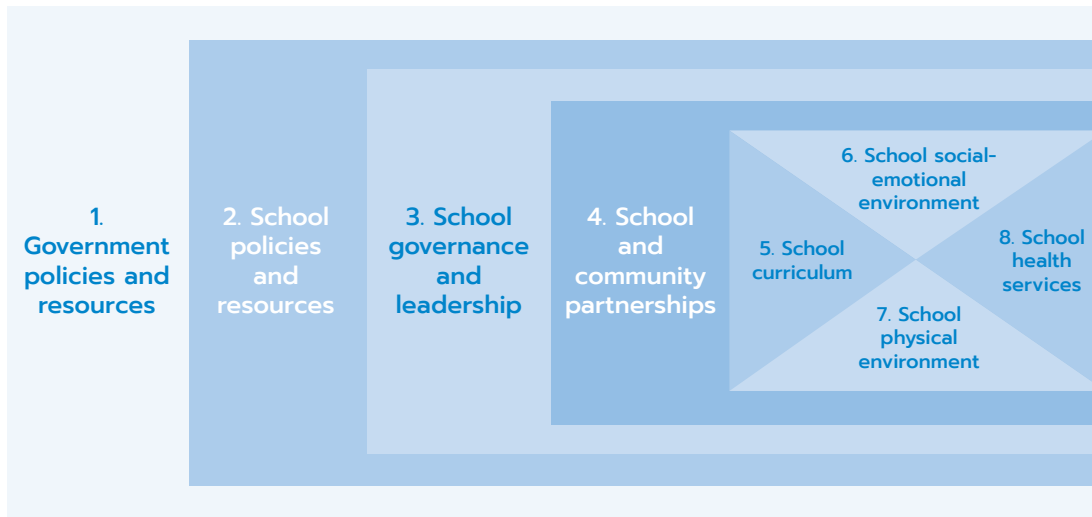 1.
Government
policies and
resources
2. School
policies
and
resources
3. School
governance
and
leadership
4. School
and
community
partnerships
5. School
curriculum
6. School social-
emotional
environment
7. School
physical
environment
8. School
health
services